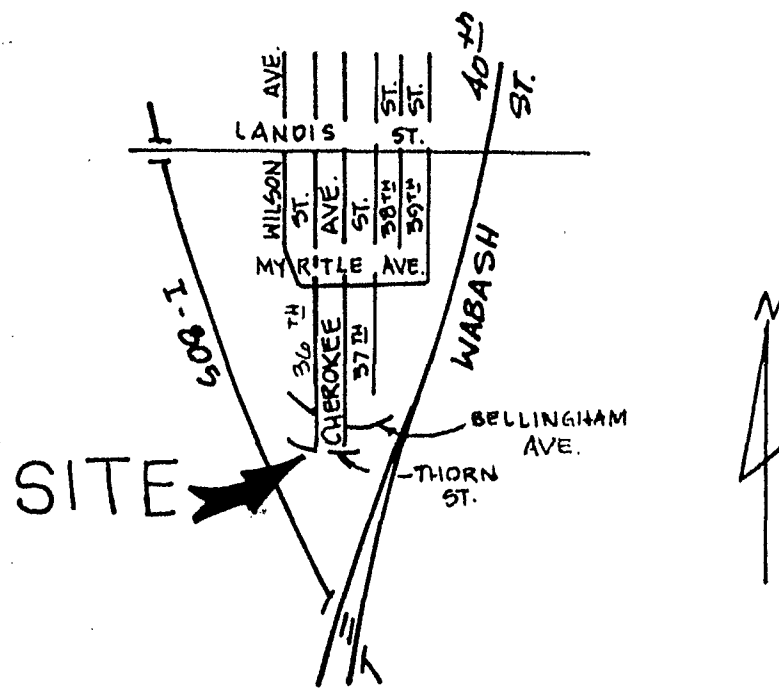 AVE.
ST.
ST.
40th
ST.
LANDIS ST.
WILSON
ST.
AVE.
ST.
38TH
39TH
MYRTLE AVE.
I-805
36TH
CHEROKEE
37TH
WABASH
N
BELLINGHAM
AVE.
THORN
ST.
SITE